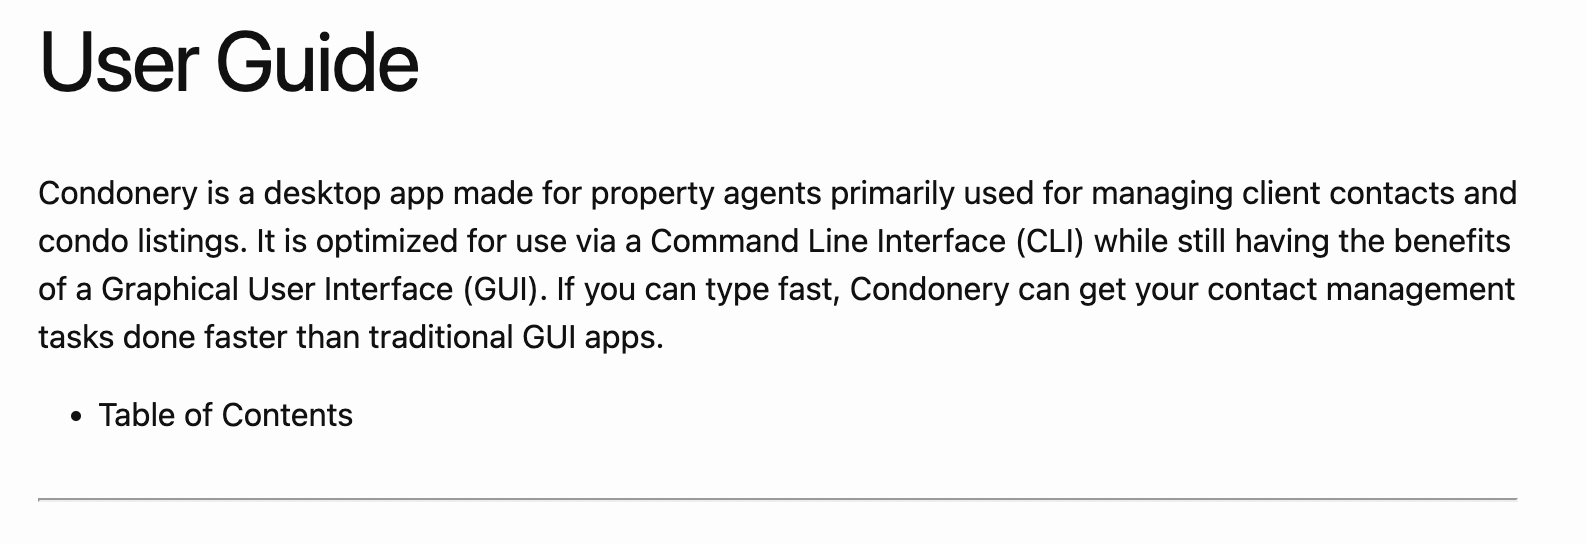 User Guide
Condonery is a desktop app made for property agents primarily used for managing client contacts and
condo listings. It is optimized for use via a Command Line Interface (CLI) while still having the benefits
of a Graphical User Interface (GUI). If you can type fast, Condonery can get your contact management
tasks done faster than traditional GUI apps.
• Table of Contents